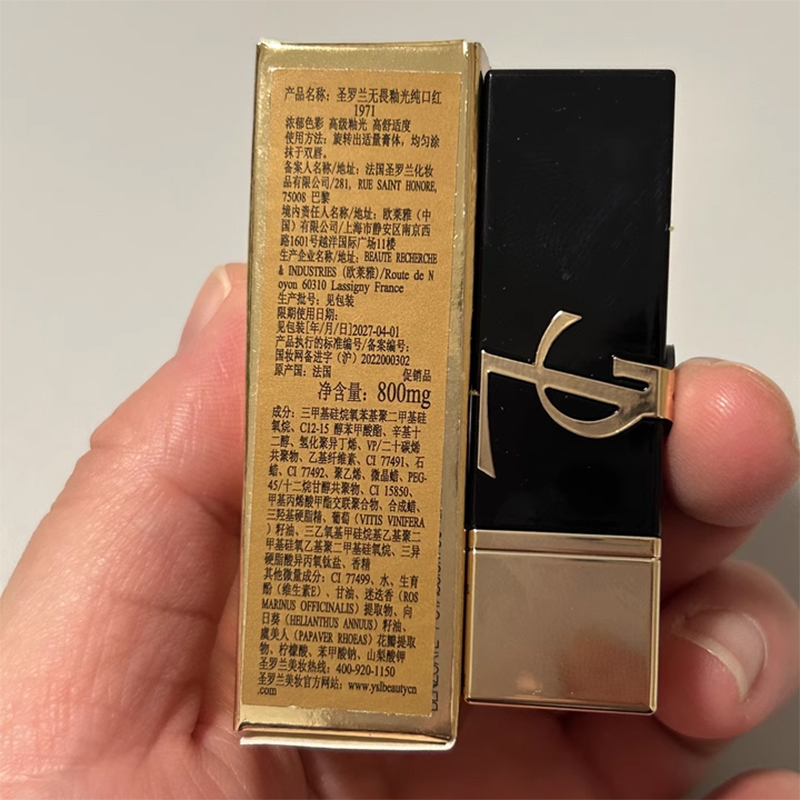 产品名称：圣罗兰无畏釉光纯口红
1971
浓郁色彩 高级釉光 高舒适度
使用方法：旋转出适量膏体，均匀涂
抹于双唇。
备案人名称/地址：法国圣罗兰化妆
品有限公司/281, RUE SAINT HONORE,
75008 巴黎
境内责任人名称/地址：欧莱雅（中
国）有限公司/上海市静安区南京西
路1601号越洋国际广场11楼
生产企业名称/地址：BEAUTE RECHERCHE
& INDUSTRIES (欧莱雅)/Route de N
oyon 60310 Lassigny France
生产批号：见包装
限期使用日期：
见包装[年/月/日]2027-04-01
产品执行的标准编号/备案编号：
国妆网备进字（沪）2022000302
原产国：法国 促销品
净含量：800mg
成分：三甲基硅烷氧苯基聚二甲基硅
氧烷、C12-15 醇苯甲酸酯、辛基十
二醇、氢化聚异丁烯、VP/二十碳烯
共聚物、乙基纤维素、CI 77491、石
蜡、CI 77492、聚乙烯、微晶蜡、PEG-
45/十二烷甘醇共聚物、CI 15850、
甲基丙烯酸甲酯交联聚合物、合成蜡、
三羟基硬脂精、葡萄（VITIS VINIFERA
）籽油、三乙氧基甲硅烷基乙基聚二
甲基硅氧乙基聚二甲基硅氧烷、三异
硬脂酸异丙氧钛盐、香精
其他微量成分：CI 77499、水、生育
酚（维生素E）、甘油、迷迭香（ROS
MARINUS OFFICINALIS）提取物、向
日葵（HELIANTHUS ANNUUS）籽油、
虞美人（PAPAVER RHOEAS）花瓣提取
物、柠檬酸、苯甲酸钠、山梨酸钾
圣罗兰美妆热线：400-920-1150
圣罗兰美妆官方网站：www.yslbeautycn
.com